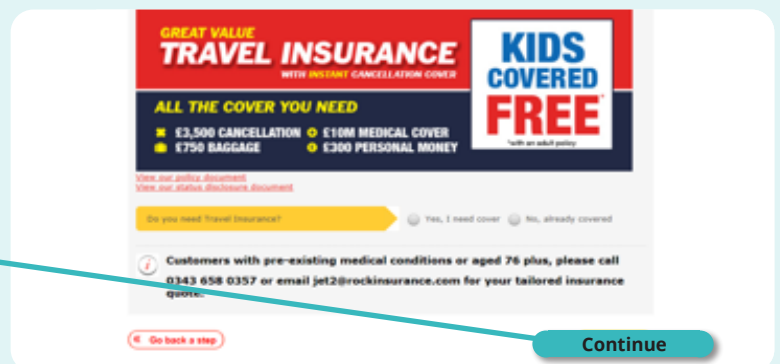 GREAT VALUE
TRAVEL INSURANCE
WITH INSTANT CANCELLATION COVER
KIDS
COVERED
FREE*
*with an adult policy
ALL THE COVER YOU NEED
£3,500 CANCELLATION £10M MEDICAL COVER
£750 BAGGAGE £300 PERSONAL MONEY
View our policy document
View our status disclosure document
Do you need Travel Insurance? Yes, I need cover No, already covered
Customers with pre-existing medical conditions or aged 76 plus, please call
0343 658 0357 or email jet2@rockinsurance.com for your tailored insurance
quote.
Go back a step
Continue